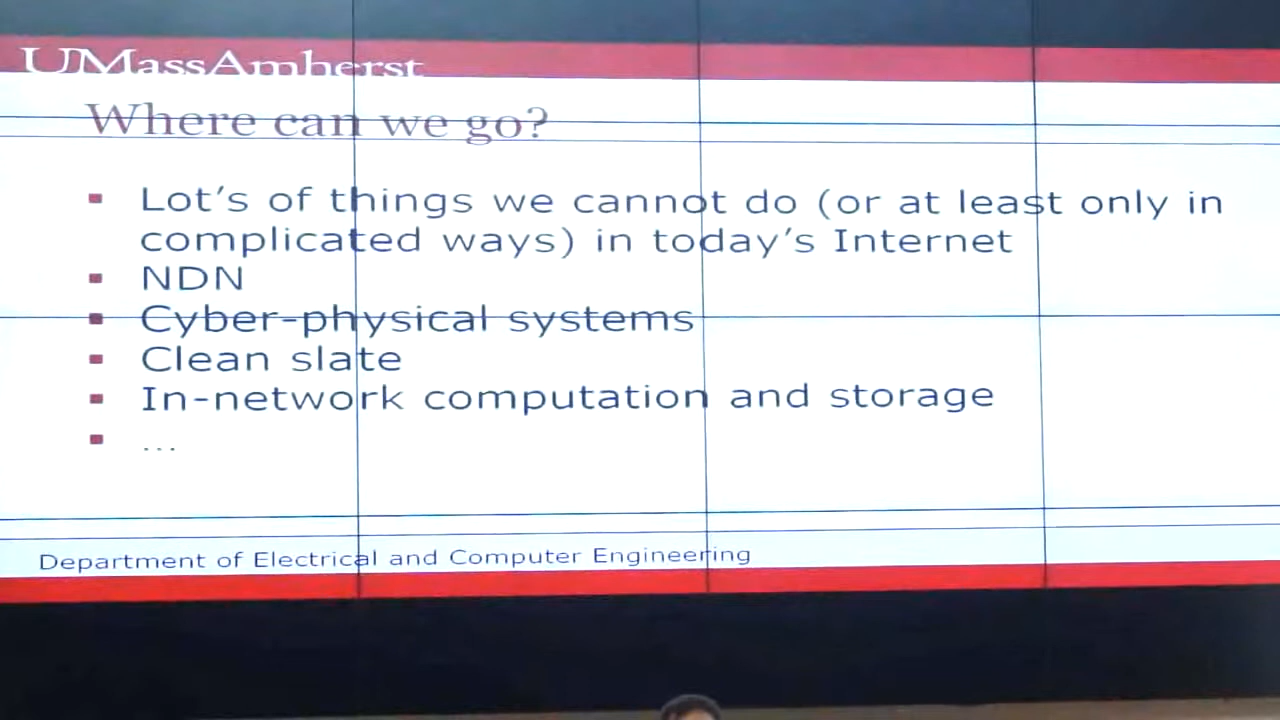 UMassAmherst
Where can we go?
▪ Lot's of things we cannot do (or at least only in
complicated ways) in today's Internet
▪ NDN
▪ Cyber-physical systems
▪ Clean slate
▪ In-network computation and storage
▪ ...
Department of Electrical and Computer Engineering